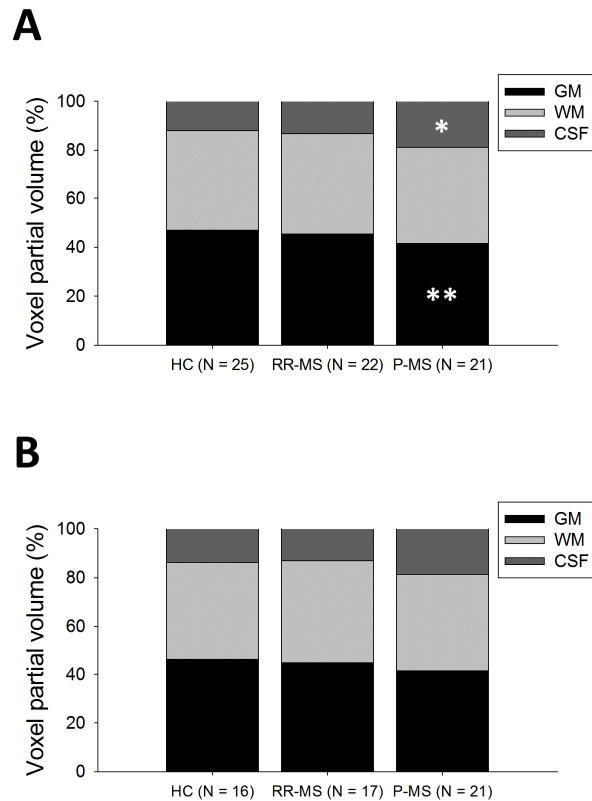 A
Voxel partial volume (%)
100
80
60
40
20
0
*
**
HC (N = 25) RR-MS (N = 22) P-MS (N = 21)
GM
WM
CSF
B
Voxel partial volume (%)
100
80
60
40
20
0
HC (N = 16) RR-MS (N = 17) P-MS (N = 21)
GM
WM
CSF